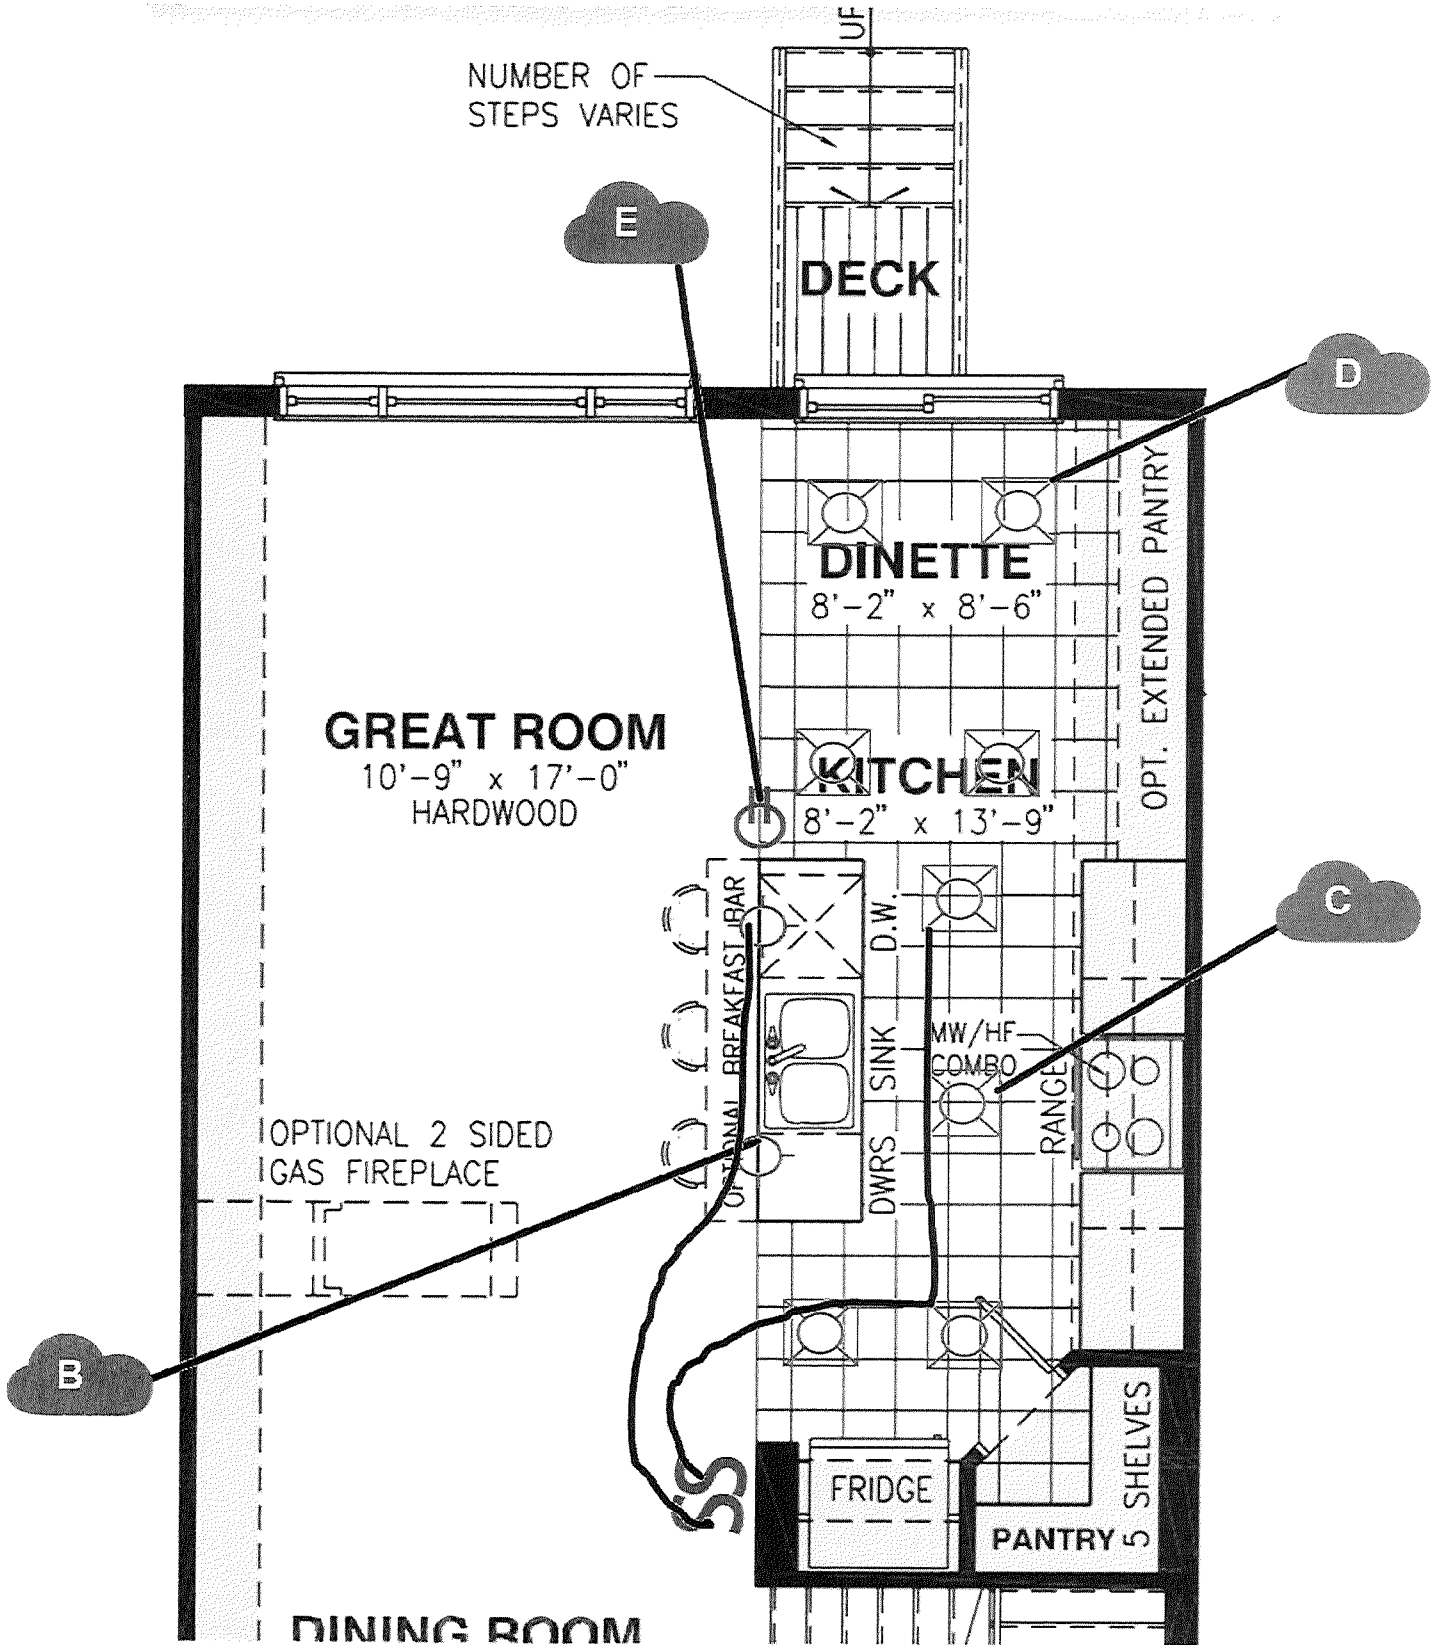 UP
NUMBER OF
STEPS VARIES
E
DECK
D
OPT. EXTENDED PANTRY
DINETTE
8'-2" x 8'-6"
GREAT ROOM
10'-9" x 17'-0"
HARDWOOD
KITCHEN
8'-2" x 13'-9"
C
OPTIONAL BREAKFAST BAR
D.W.
SINK
DWRS
MW/HF
COMBO
RANGE
OPTIONAL 2 SIDED
GAS FIREPLACE
B
SS
FRIDGE
PANTRY
5 SHELVES
DINING ROOM